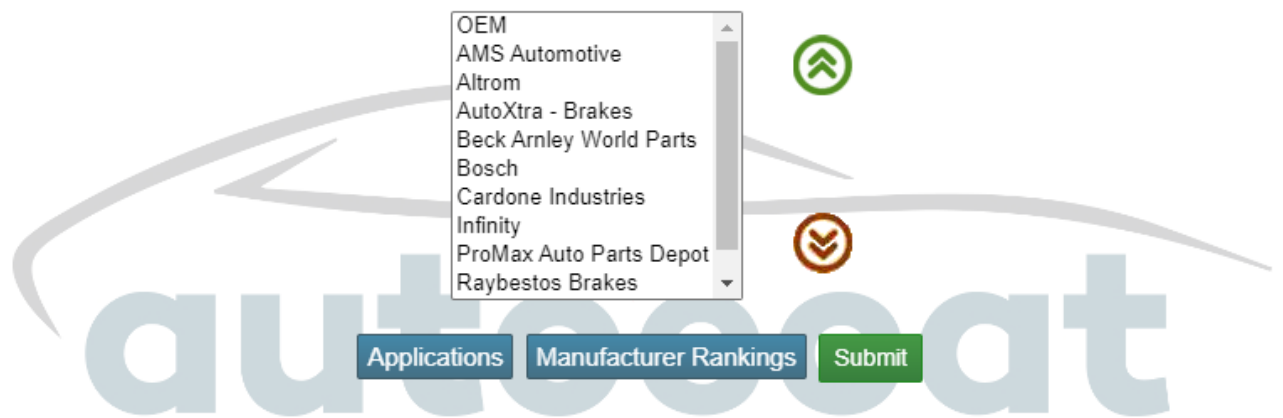 OEM
AMS Automotive
Altrom
AutoXtra - Brakes
Beck Arnley World Parts
Bosch
Cardone Industries
Infinity
ProMax Auto Parts Depot
Raybestos Brakes
Applications
Manufacturer Rankings
Submit